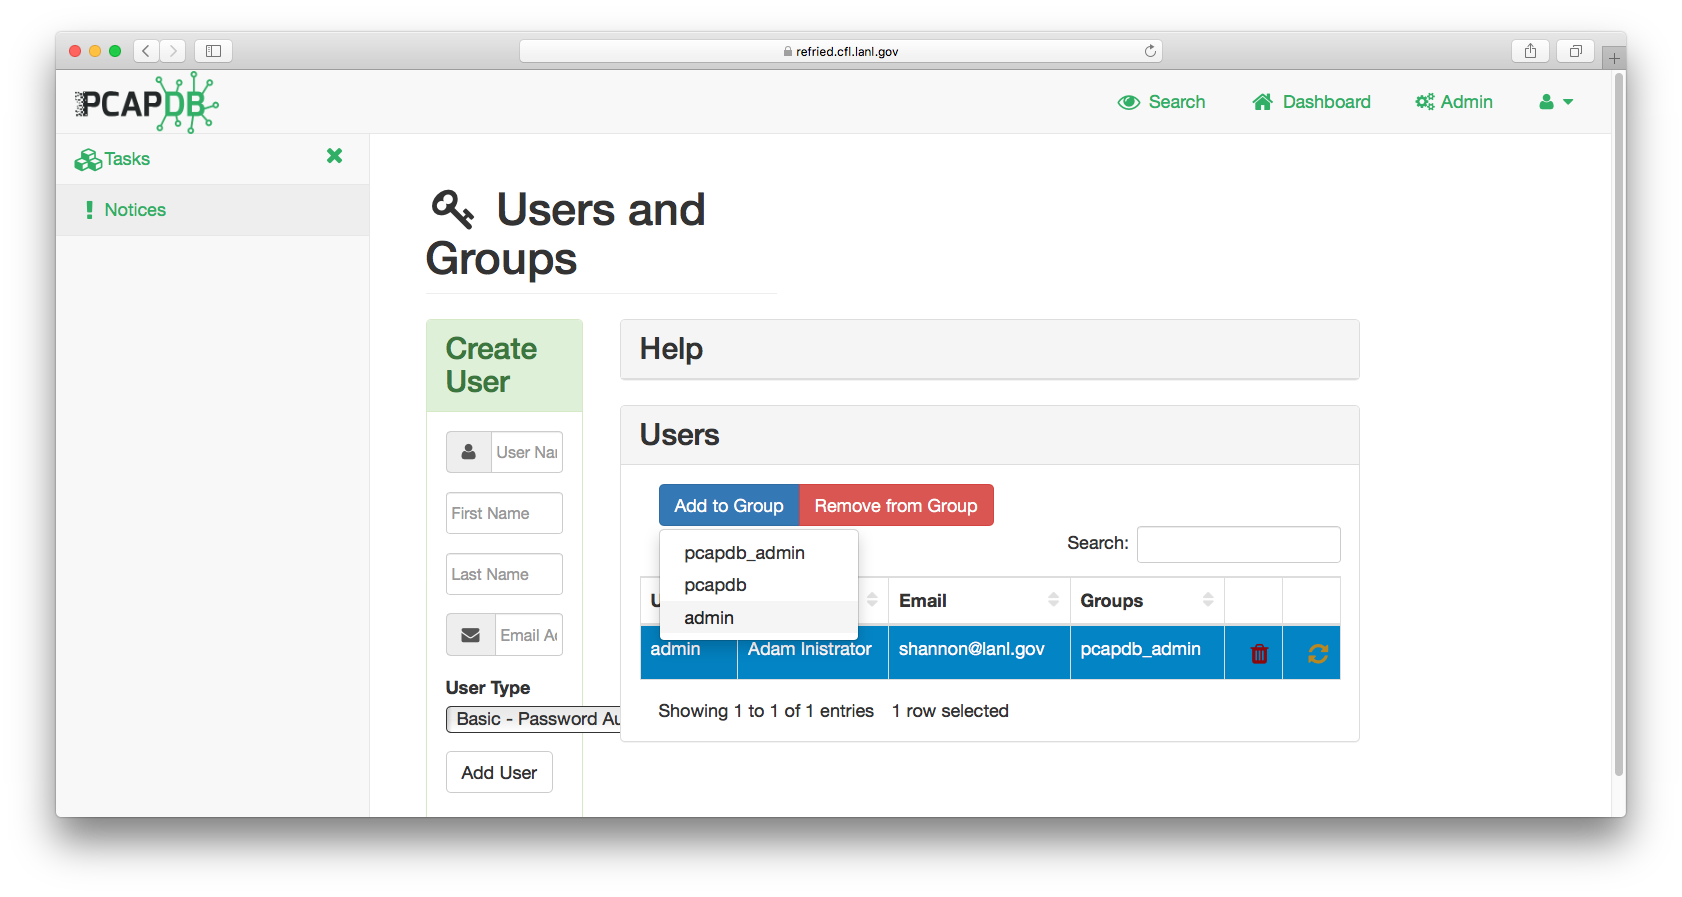 refried.cfl.lanl.gov
PCAPDB
Search
Dashboard
Admin
Tasks
Notices
Users and
Groups
Create
User
User Nar
First Name
Last Name
Email A
User Type
Basic - Password Au
Add User
Help
Users
Add to Group
Remove from Group
pcapdb_admin
pcapdb
admin
Search:
U
Email
Groups
admin
Adam Inistrator
shannon@lanl.gov
pcapdb_admin
Showing 1 to 1 of 1 entries
1 row selected